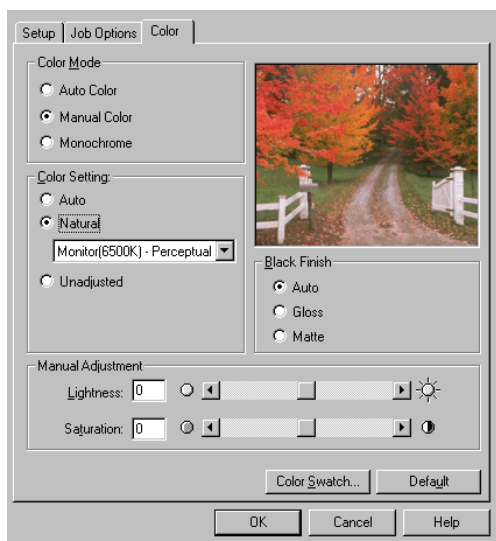 Setup
Job Options
Color
Color Mode
Auto Color
Manual Color
Monochrome
Color Setting:
Auto
Natural
Monitor(6500K) - Perceptual
Unadjusted
Black Finish
Auto
Gloss
Matte
Manual Adjustment
Lightness: 0
Saturation: 0
Color Swatch...
Default
OK
Cancel
Help